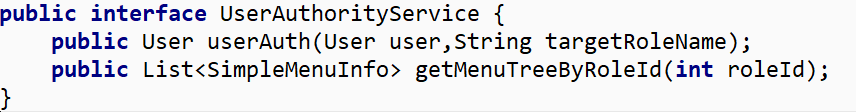 public interface UserAuthorityService {
    public User userAuth(User user,String targetRoleName);
    public List<SimpleMenuInfo> getMenuTreeByRoleId(int roleId);
}